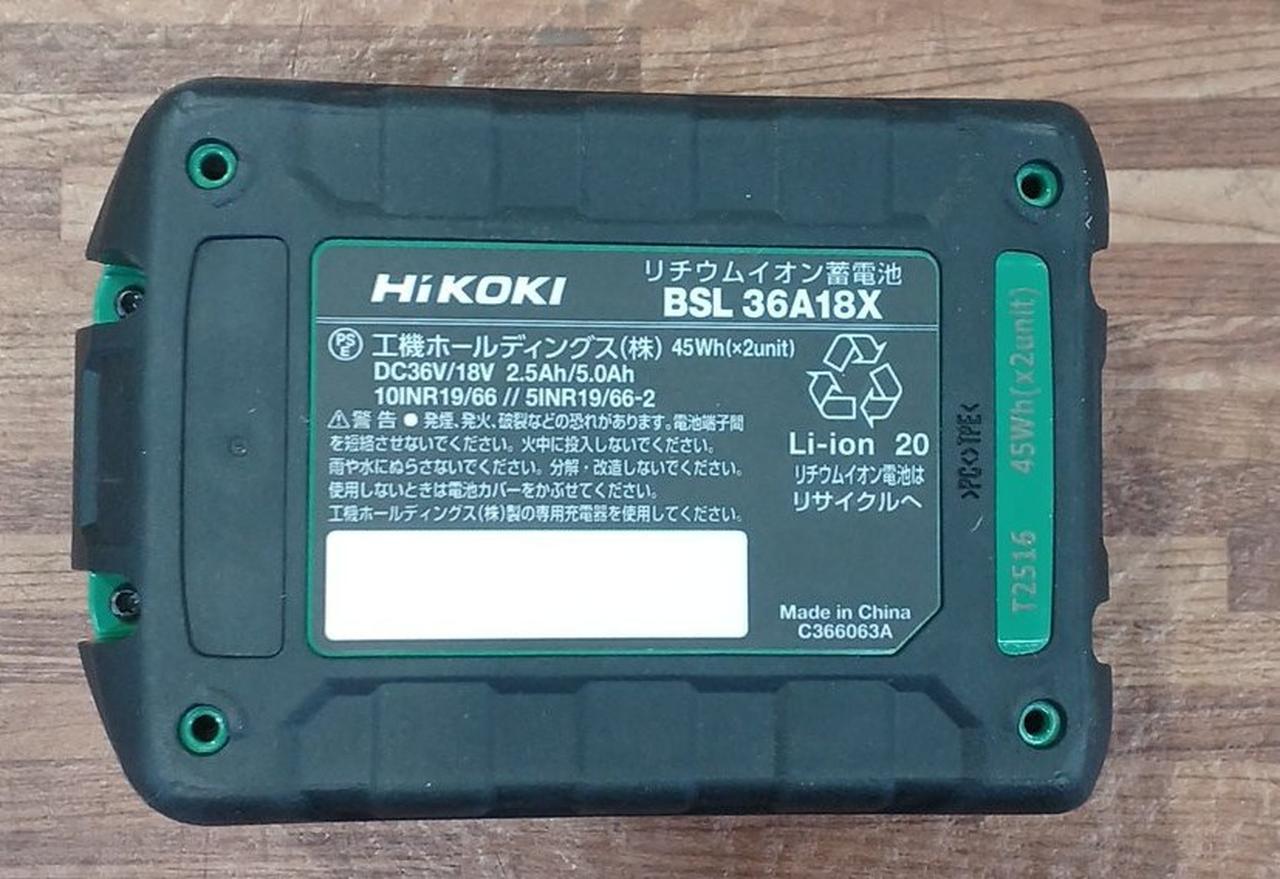 HiKOKI
リチウムイオン蓄電池
BSL 36A18X
PSE
工機ホールディングス(株) 45Wh(×2unit)
DC36V/18V 2.5Ah/5.0Ah
10INR19/66 // 5INR19/66-2
⚠警告 ● 発煙、発火、破裂などの恐れがあります。電池端子間
を短絡させないでください。火中に投入しないでください。
雨や水にぬらさないでください。分解・改造しないでください。
使用しないときは電池カバーをかぶせてください。
工機ホールディングス(株)製の専用充電器を使用してください。
Li-ion 20
リチウムイオン電池は
リサイクルへ
Made in China
C366063A
>PC<>TPE<
T2516 45Wh(x2unit)